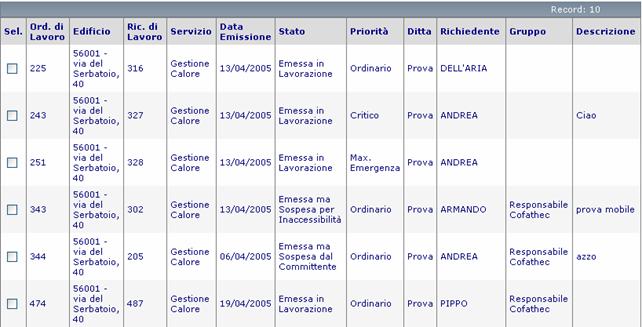 Record: 10
Sel. Ord. di Lavoro Edificio Ric. di Lavoro Servizio Data Emissione Stato Priorità Ditta Richiedente Gruppo Descrizione
225 56001 - via del Serbatoio, 40 316 Gestione Calore 13/04/2005 Emessa in Lavorazione Ordinario Prova DELL'ARIA
243 56001 - via del Serbatoio, 40 327 Gestione Calore 13/04/2005 Emessa in Lavorazione Critico Prova ANDREA Ciao
251 56001 - via del Serbatoio, 40 328 Gestione Calore 13/04/2005 Emessa in Lavorazione Max. Emergenza Prova ANDREA
343 56001 - via del Serbatoio, 40 302 Gestione Calore 13/04/2005 Emessa ma Sospesa per Inaccessibilità Ordinario Prova ARMANDO Responsabile Cofathec prova mobile
344 56001 - via del Serbatoio, 40 205 Gestione Calore 06/04/2005 Emessa ma Sospesa dal Committente Ordinario Prova ANDREA Responsabile Cofathec azzo
474 56001 - via del Serbatoio, 40 487 Gestione Calore 19/04/2005 Emessa in Lavorazione Ordinario Prova PIPPO Responsabile Cofathec